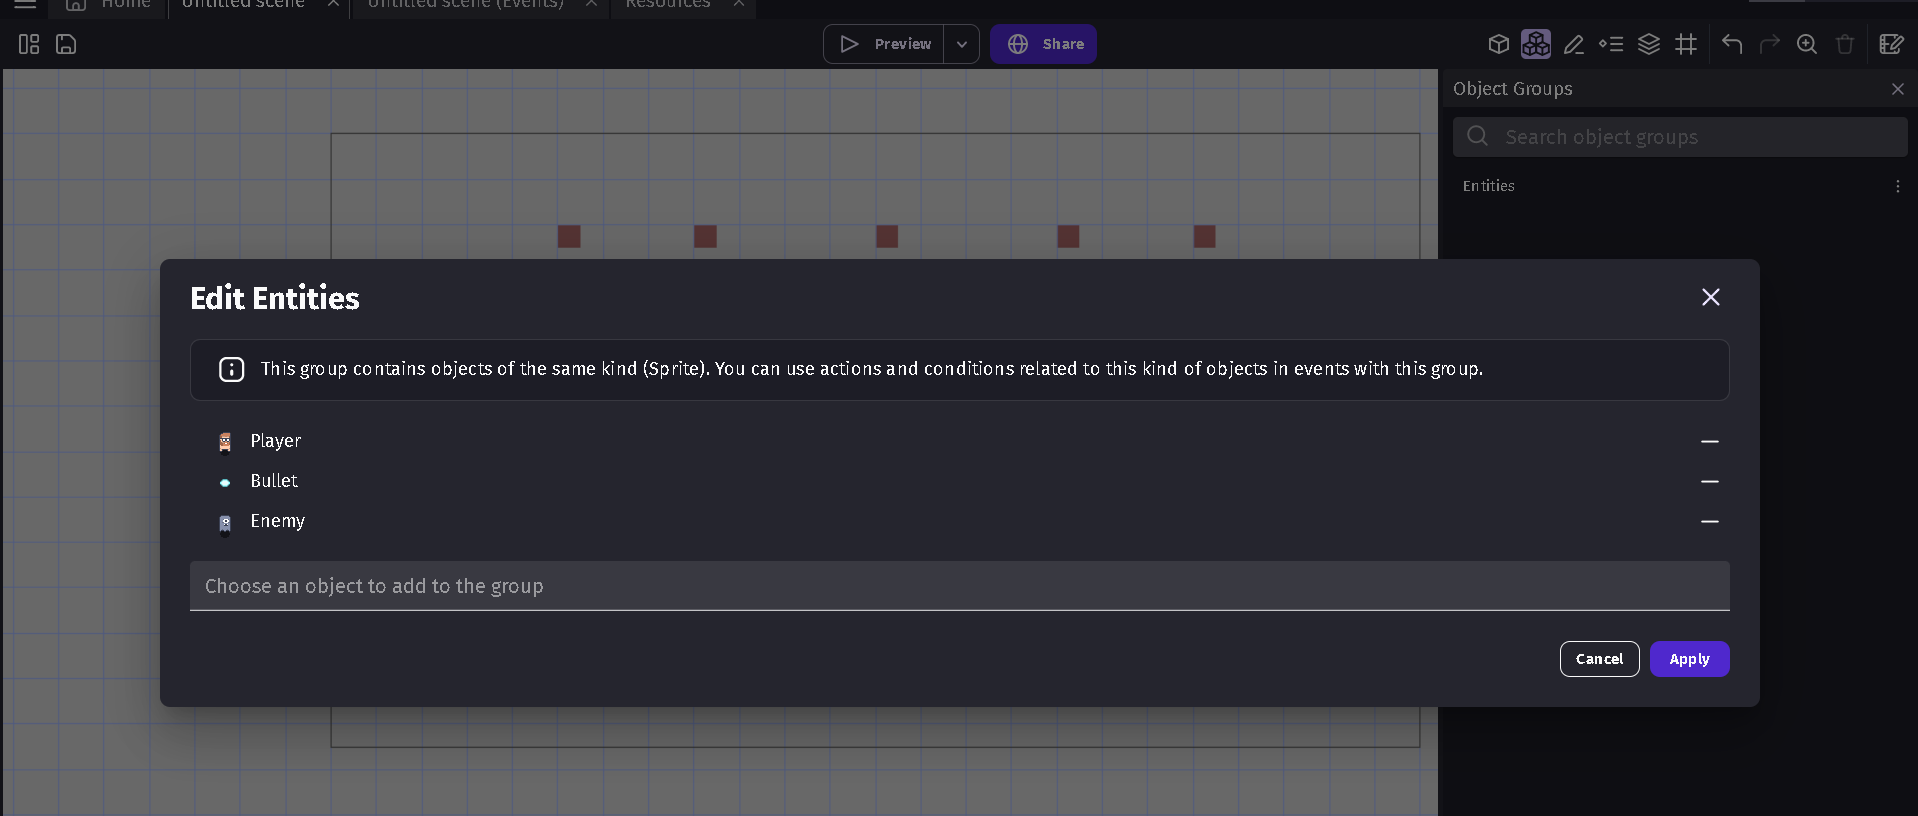 Home
Untitled scene
Untitled scene (Events)
Resources
Preview
Share
Object Groups
Search object groups
Entities
Edit Entities
This group contains objects of the same kind (Sprite). You can use actions and conditions related to this kind of objects in events with this group.
Player
Bullet
Enemy
Choose an object to add to the group
Cancel
Apply